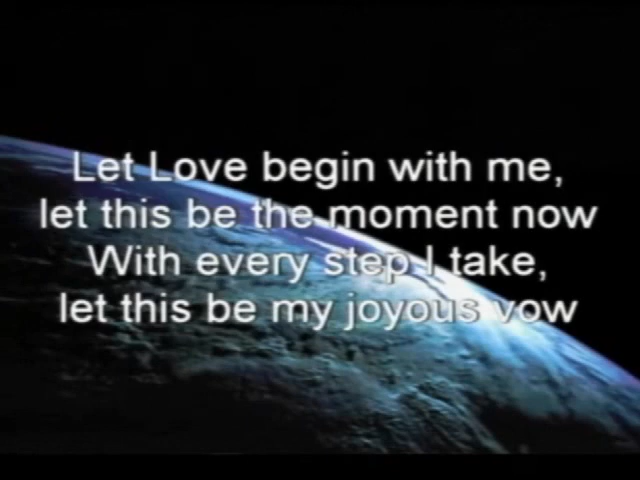 Let Love begin with me,
let this be the moment now
With every step I take,
let this be my joyous vow